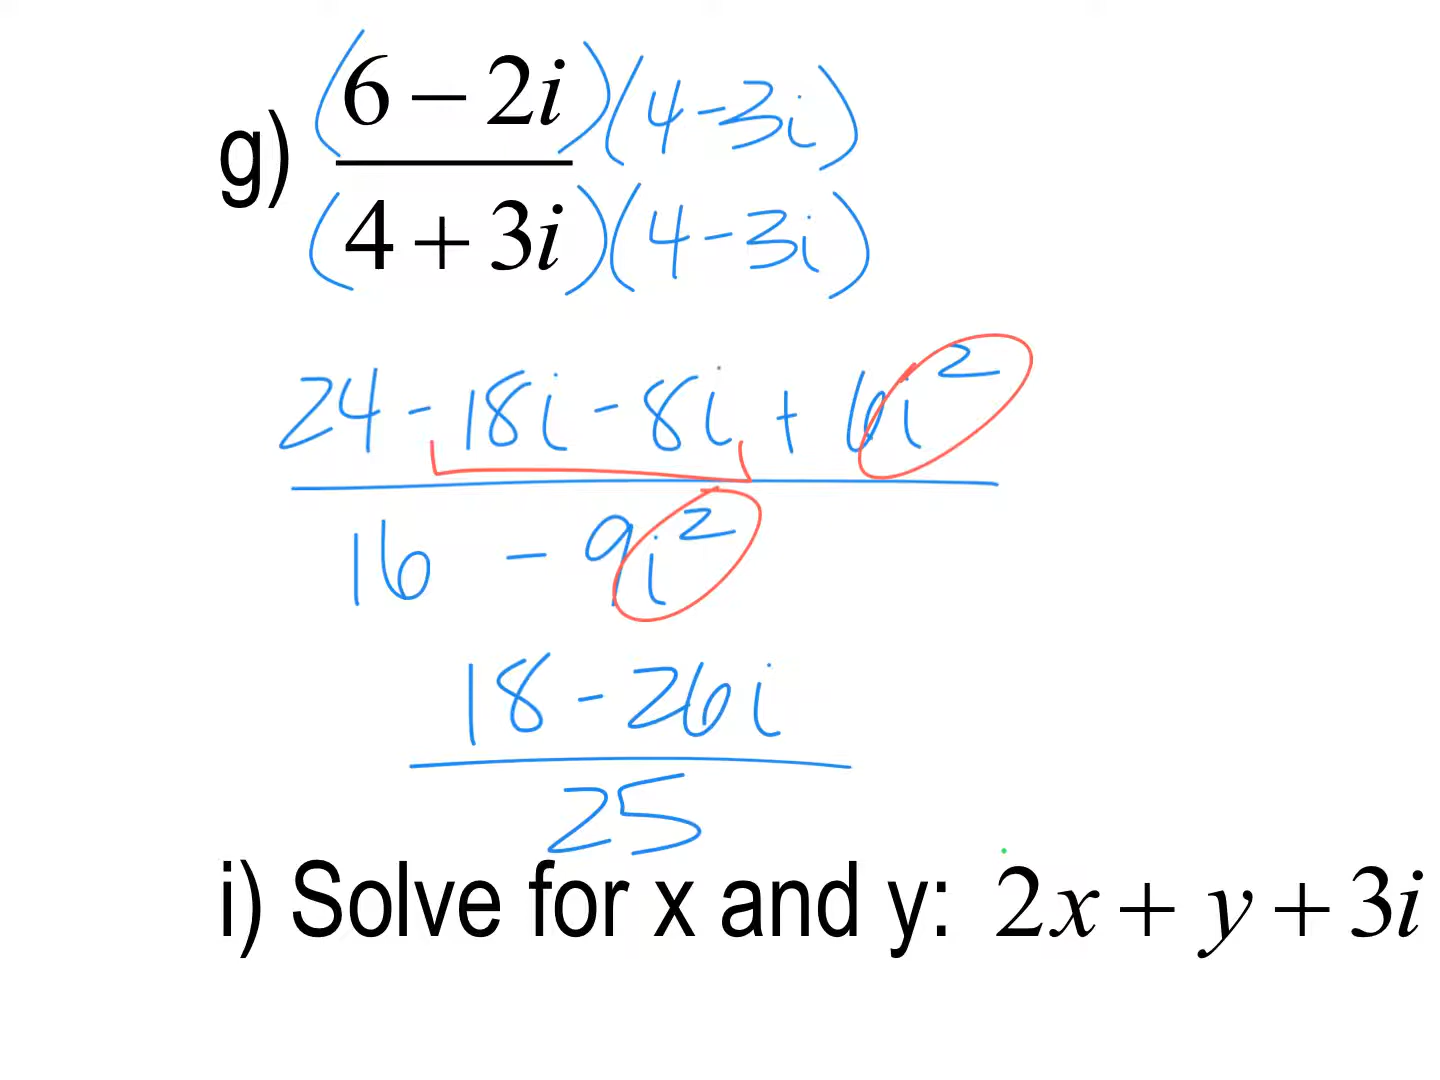 g) (6 − 2i)(4 − 3i)
(4 + 3i)(4 − 3i)
24 − 18i − 8i + 6i²
16 − 9i²
18 − 26i
25
i) Solve for x and y: 2x + y + 3i